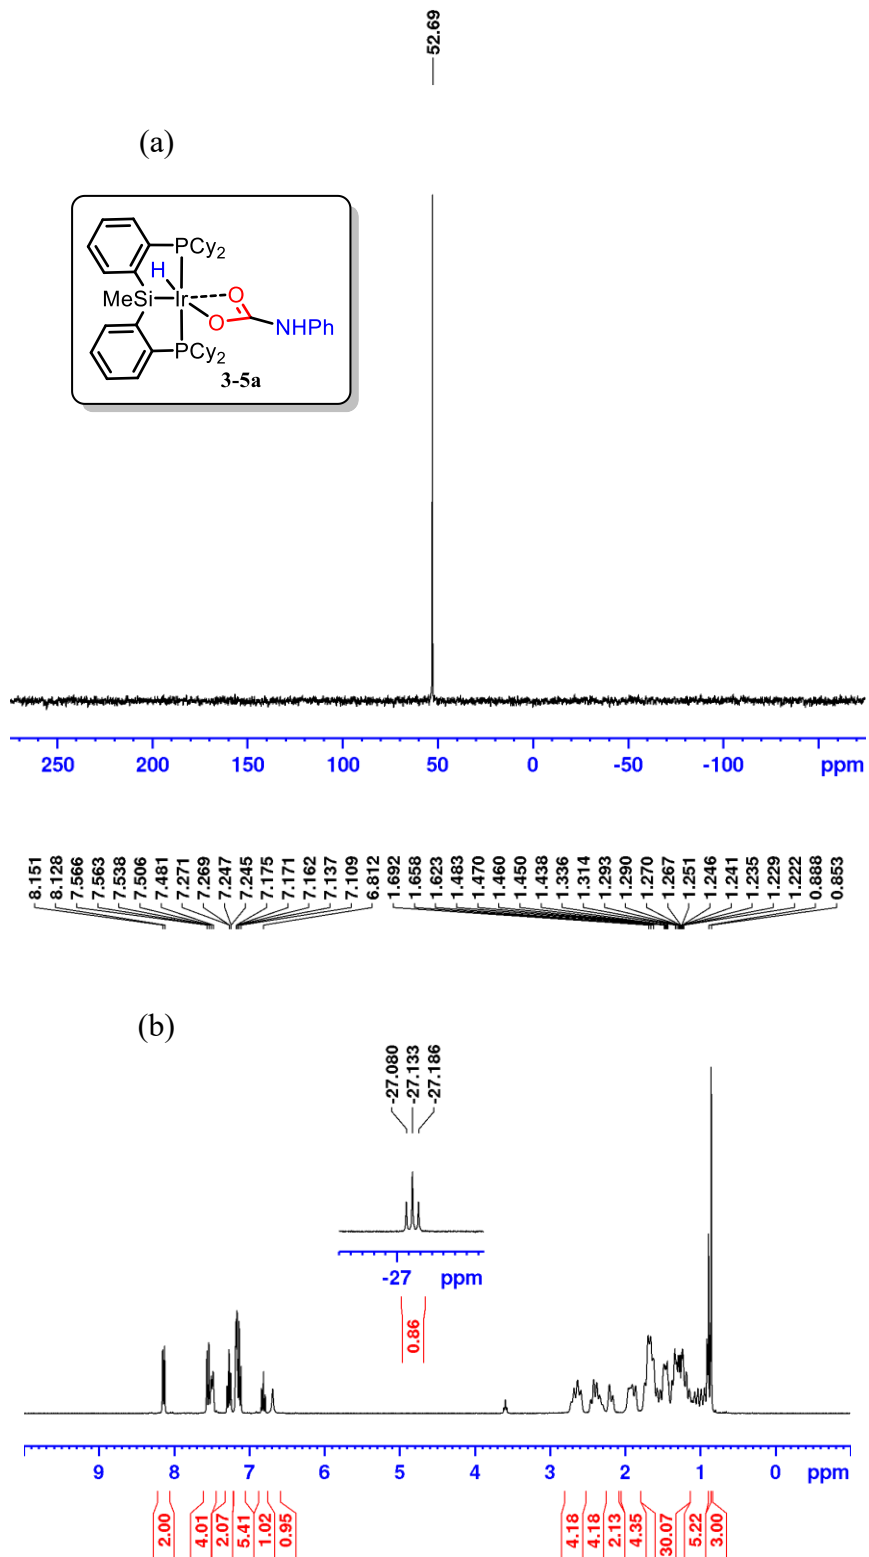 52.69
(a)
PCy2
H
MeSi
Ir
O
O
NHPh
PCy2
3-5a
250 200 150 100 50 0 -50 -100 ppm
8.151 8.128 7.566 7.563 7.538 7.506 7.481 7.271 7.269 7.247 7.245 7.175 7.171 7.162 7.137 7.109 6.812 1.692 1.658 1.623 1.483 1.470 1.460 1.450 1.438 1.336 1.314 1.293 1.290 1.270 1.267 1.251 1.246 1.241 1.235 1.229 1.222 0.888 0.853
(b)
-27.080 -27.133 -27.186
-27 ppm
0.86
9 8 7 6 5 4 3 2 1 0 ppm
2.00 4.01 2.07 5.41 1.02 0.95 4.18 4.18 2.13 4.35 30.07 5.22 3.00